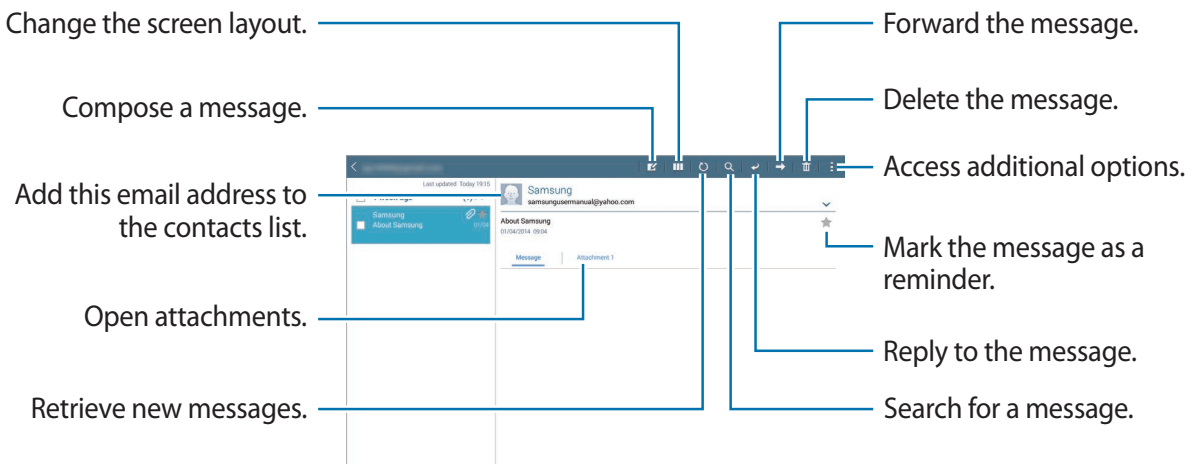 Change the screen layout.
Forward the message.
Compose a message.
Delete the message.
Access additional options.
Add this email address to
the contacts list.
Last updated Today 19:15
Samsung
About Samsung
01/04
Samsung
samsungusermanual@yahoo.com
About Samsung
01/04/2014 09:04
Message
Attachment 1
Mark the message as a
reminder.
Open attachments.
Reply to the message.
Retrieve new messages.
Search for a message.